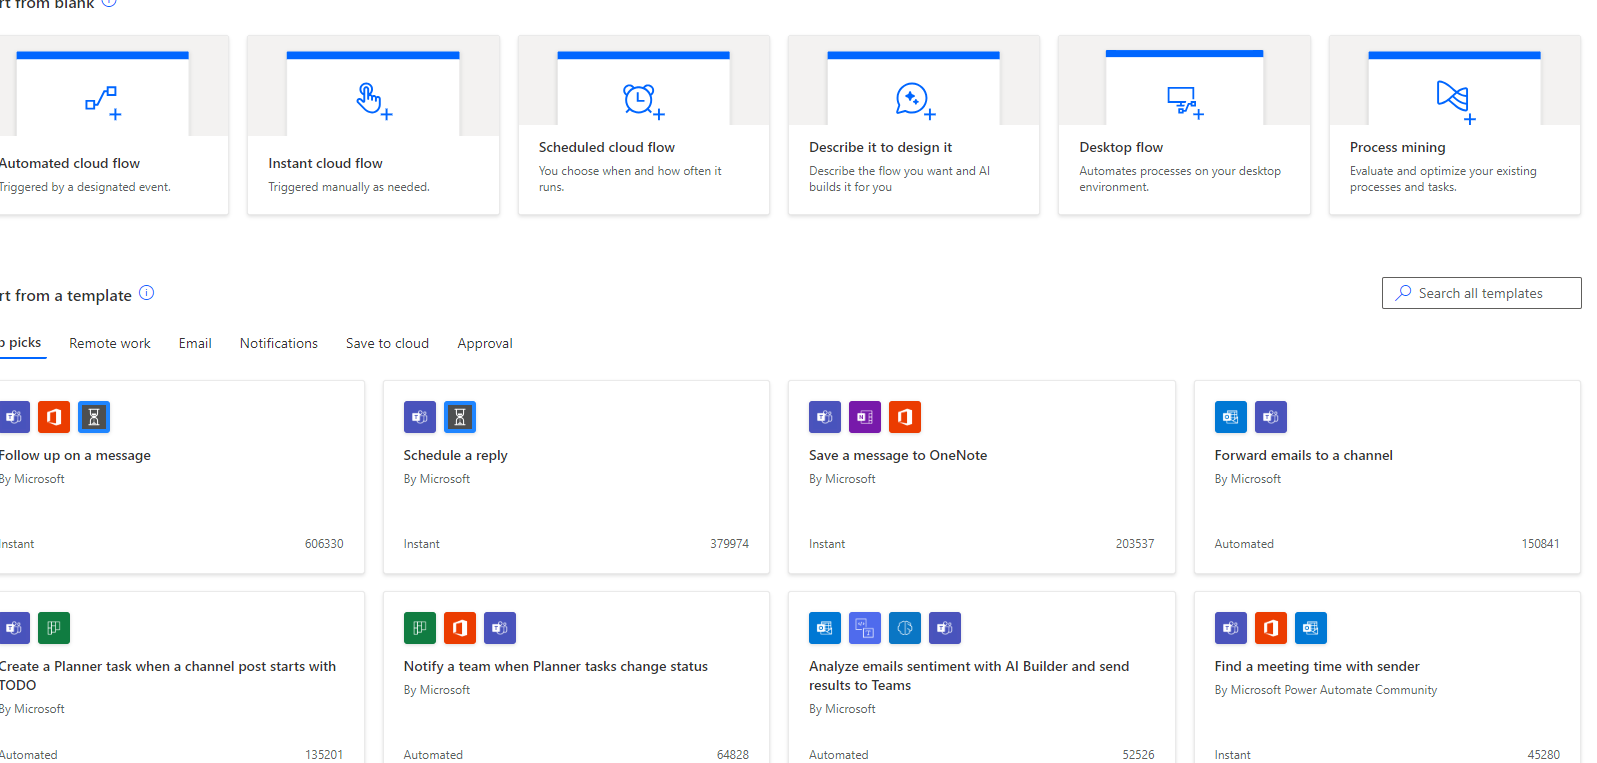 rt from blank
Automated cloud flow
Triggered by a designated event.
Instant cloud flow
Triggered manually as needed.
Scheduled cloud flow
You choose when and how often it
runs.
Describe it to design it
Describe the flow you want and AI
builds it for you
Desktop flow
Automates processes on your desktop
environment.
Process mining
Evaluate and optimize your existing
processes and tasks.
rt from a template
Search all templates
p picks
Remote work
Email
Notifications
Save to cloud
Approval
Follow up on a message
By Microsoft
Instant
606330
Schedule a reply
By Microsoft
Instant
379974
Save a message to OneNote
By Microsoft
Instant
203537
Forward emails to a channel
By Microsoft
Automated
150841
Create a Planner task when a channel post starts with
TODO
By Microsoft
Automated
135201
Notify a team when Planner tasks change status
By Microsoft
Automated
64828
Analyze emails sentiment with AI Builder and send
results to Teams
By Microsoft
Automated
52526
Find a meeting time with sender
By Microsoft Power Automate Community
Instant
45280